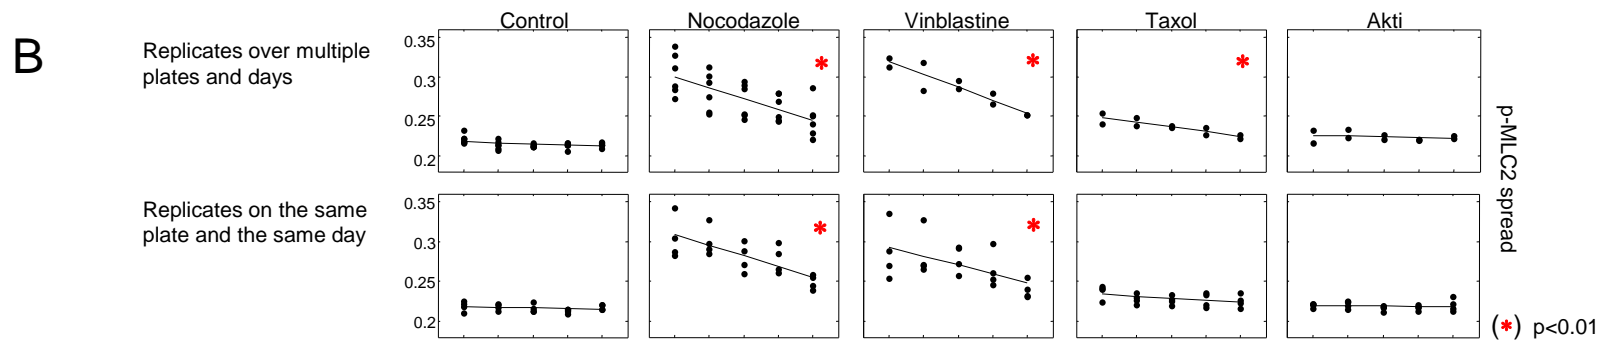 B
Control Nocodazole Vinblastine Taxol Akti
Replicates over multiple
plates and days
0.35
0.3
0.25
0.2
* * *
Replicates on the same
plate and the same day
0.35
0.3
0.25
0.2
* *
p-MLC2 spread
(*) p<0.01